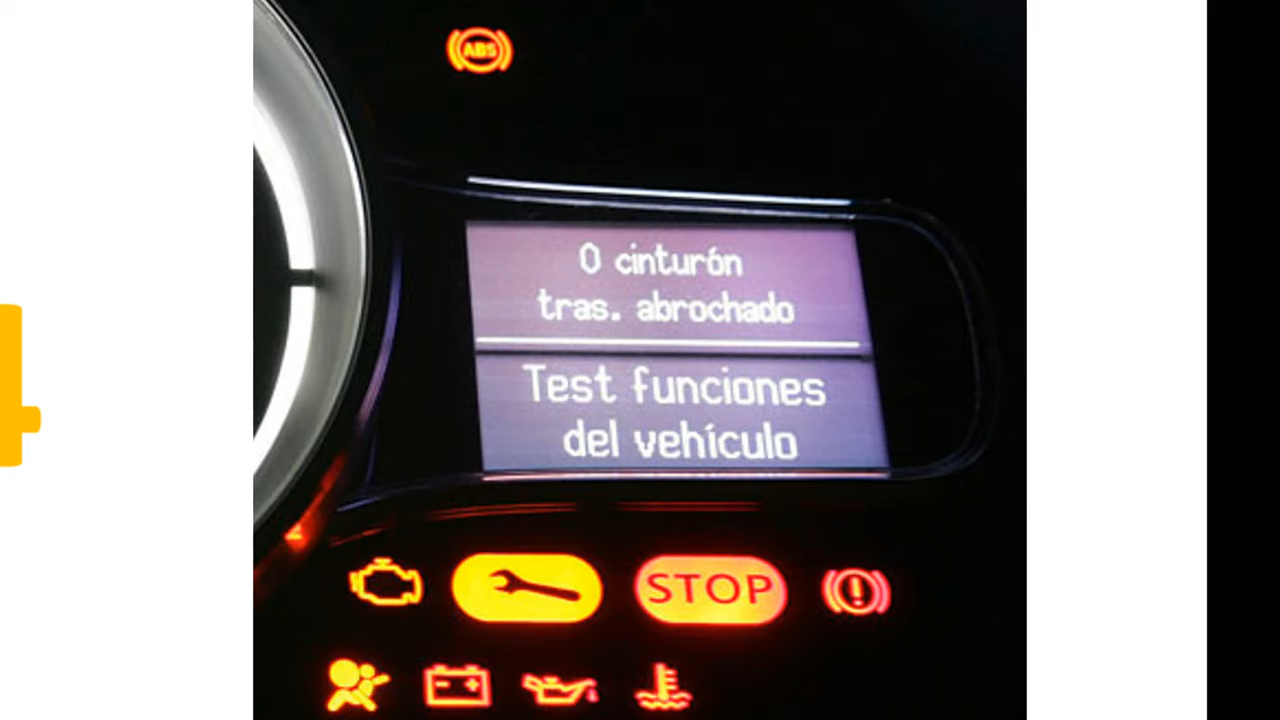 ABS
0 cinturón
tras. abrochado
Test funciones
del vehículo
STOP